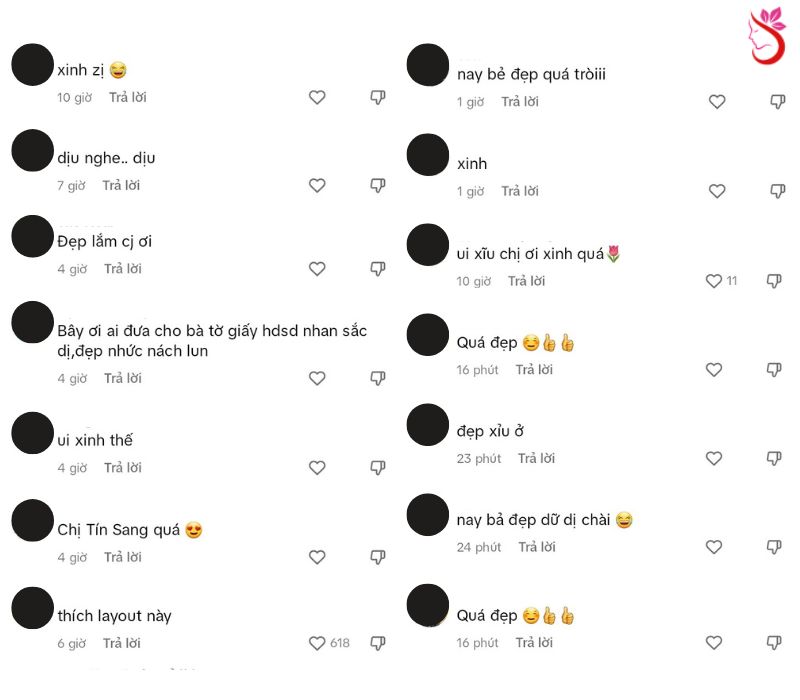 xinh zị 😂
10 giờ Trả lời
dịu nghe.. dịu
7 giờ Trả lời
Đẹp lắm cj ơi
4 giờ Trả lời
Bây ơi ai đưa cho bà tờ giấy hdsd nhan sắc
dị,đẹp nhức nách lun
4 giờ Trả lời
ui xinh thế
4 giờ Trả lời
Chị Tín Sang quá 😍
4 giờ Trả lời
thích layout này
6 giờ Trả lời 618
nay bẻ đẹp quá tròiii
1 giờ Trả lời
xinh
1 giờ Trả lời
ui xĩu chị ơi xinh quá🌷
10 giờ Trả lời 11
Quá đẹp ☺️👍👍
16 phút Trả lời
đẹp xỉu ở
23 phút Trả lời
nay bả đẹp dữ dị chài 😅
24 phút Trả lời
Quá đẹp ☺️👍👍
16 phút Trả lời